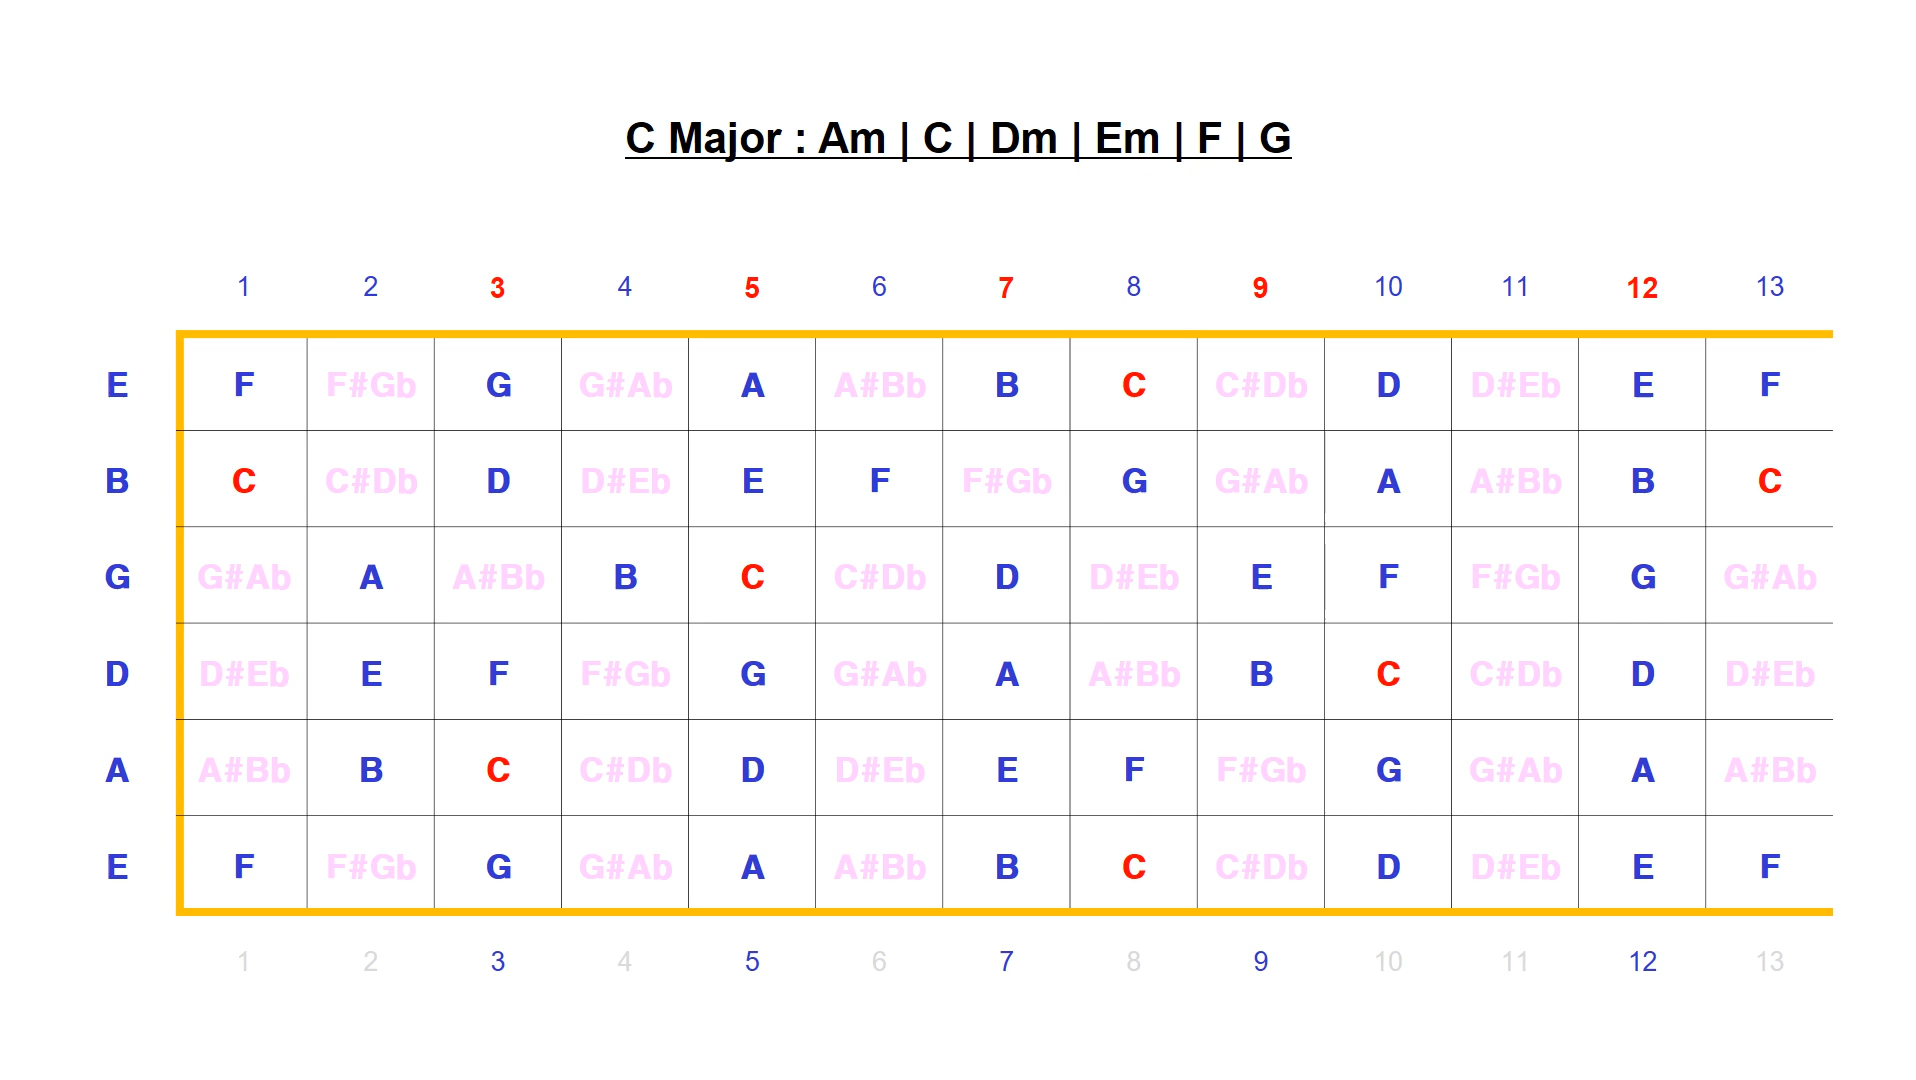 C Major : Am | C | Dm | Em | F | G
1 2 3 4 5 6 7 8 9 10 11 12 13
E F F#Gb G G#Ab A A#Bb B C C#Db D D#Eb E F
B C C#Db D D#Eb E F F#Gb G G#Ab A A#Bb B C
G G#Ab A A#Bb B C C#Db D D#Eb E F F#Gb G G#Ab
D D#Eb E F F#Gb G G#Ab A A#Bb B C C#Db D D#Eb
A A#Bb B C C#Db D D#Eb E F F#Gb G G#Ab A A#Bb
E F F#Gb G G#Ab A A#Bb B C C#Db D D#Eb E F
1 2 3 4 5 6 7 8 9 10 11 12 13